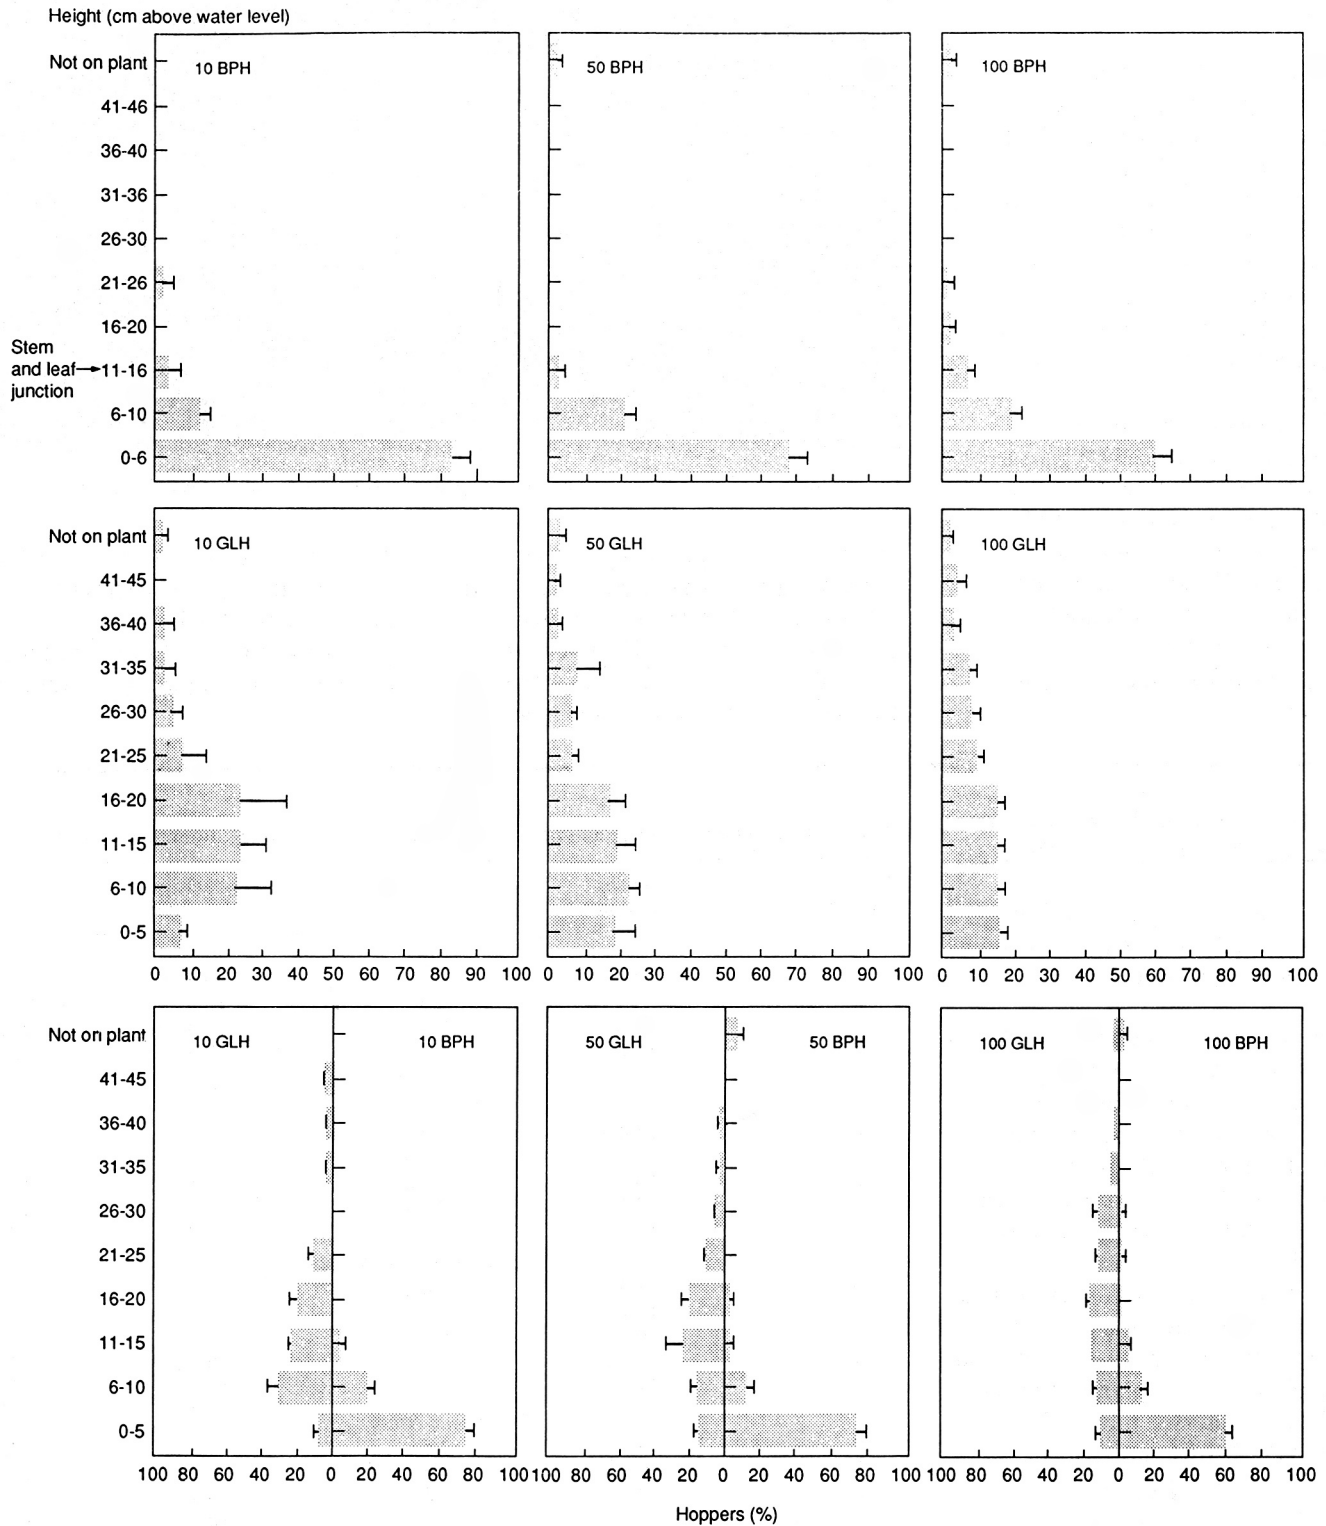 Height (cm above water level)
Not on plant
10 BPH
50 BPH
100 BPH
41-46
36-40
31-36
26-30
21-26
16-20
Stem
and leaf
junction
11-16
6-10
0-6
Not on plant
10 GLH
50 GLH
100 GLH
41-45
36-40
31-35
26-30
21-25
16-20
11-15
6-10
0-5
0 10 20 30 40 50 60 70 80 90 100
0 10 20 30 40 50 60 70 80 90 100
0 10 20 30 40 50 60 70 80 90 100
Not on plant
10 GLH 10 BPH
50 GLH 50 BPH
100 GLH 100 BPH
41-45
36-40
31-35
26-30
21-25
16-20
11-15
6-10
0-5
100 80 60 40 20 0 20 40 60 80 100
100 80 60 40 20 0 20 40 60 80 100
100 80 60 40 20 0 20 40 60 80 100
Hoppers (%)